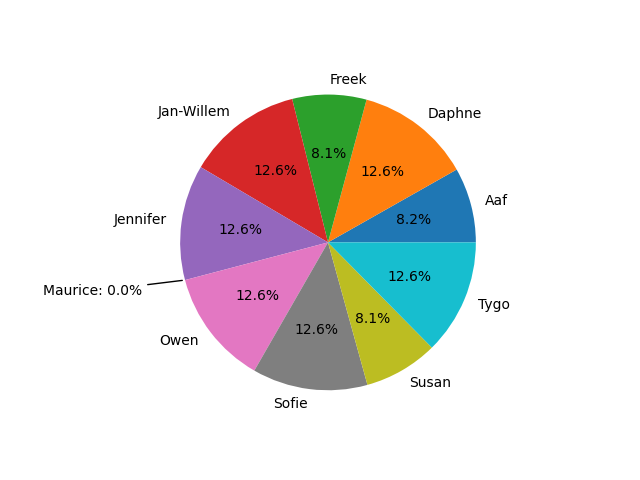 Freek
Jan-Willem
Daphne
8.1%
12.6%
12.6%
Aaf
Jennifer
12.6%
8.2%
Maurice: 0.0%
12.6%
12.6%
Tygo
Owen
12.6%
8.1%
Susan
Sofie